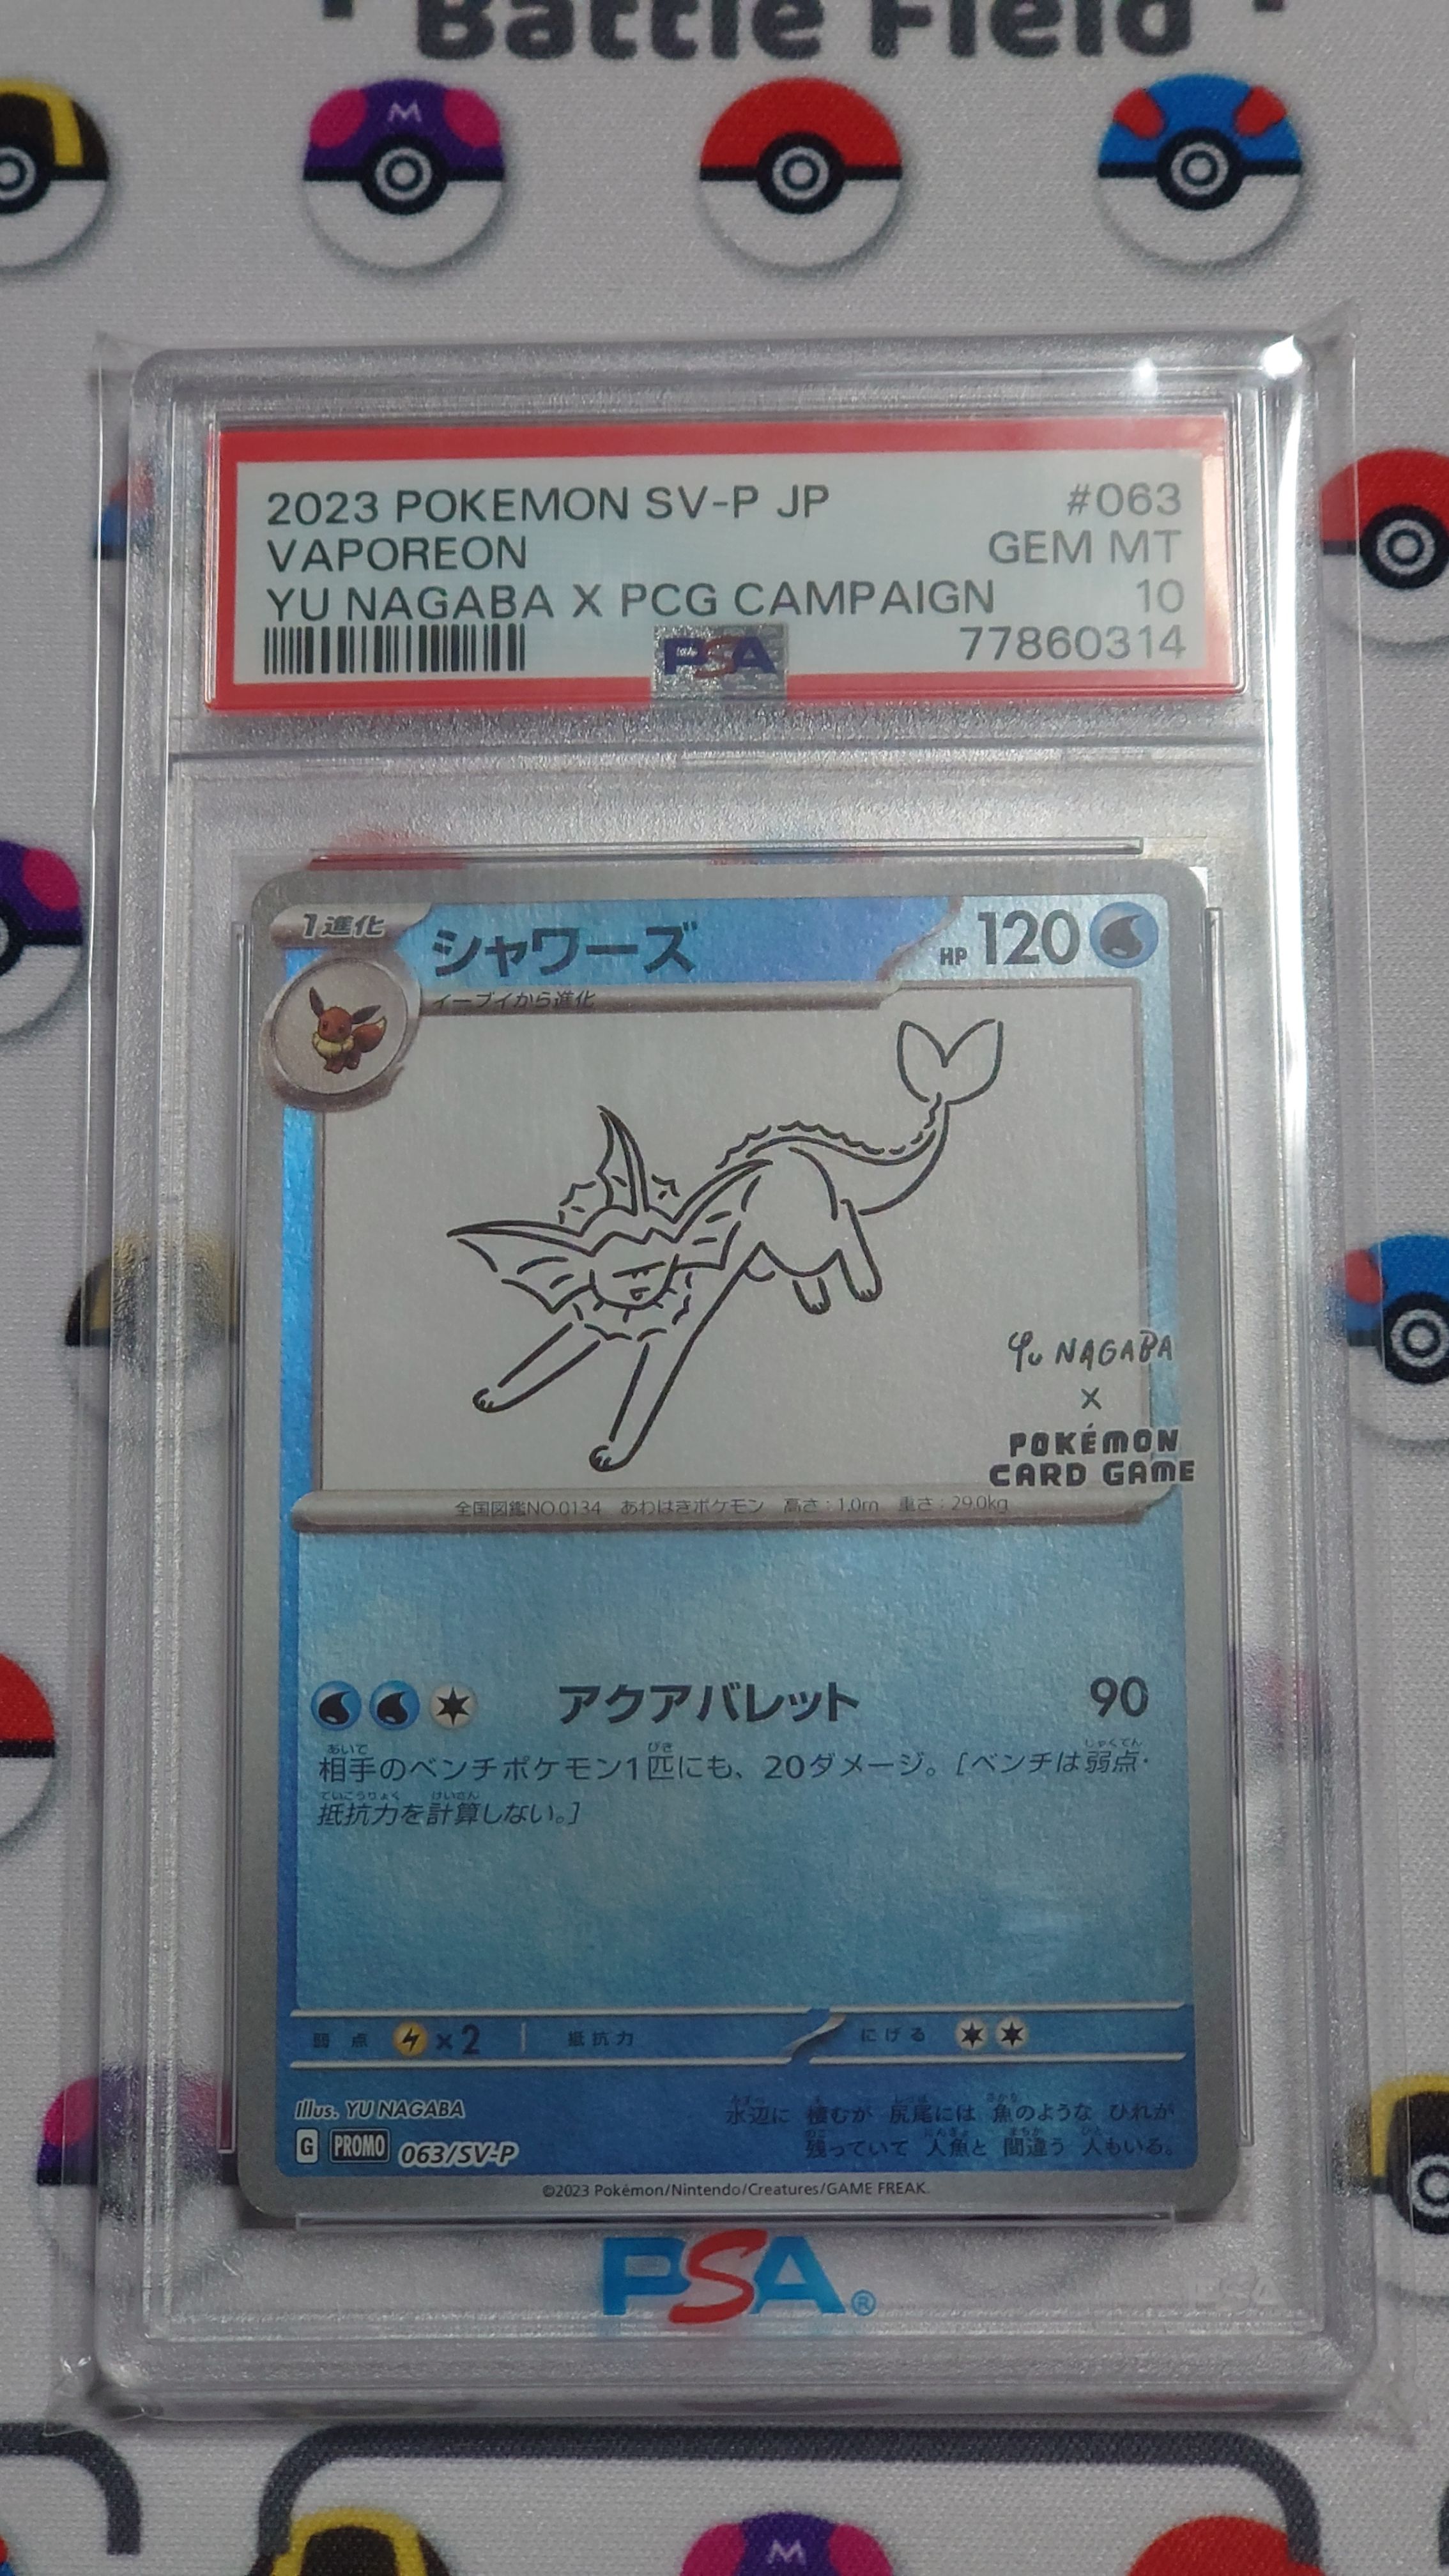 Battle Field
M
2023 POKEMON SV-P JP #063
VAPOREON GEM MT
YU NAGABA X PCG CAMPAIGN 10
PSA 77860314
1進化 シャワーズ HP 120
イーブイから進化
Yu NAGABA
X
POKÉMON
CARD GAME
全国図鑑NO.0134 あわはきポケモン 高さ：1.0m 重さ：29.0kg
アクアバレット 90
相手のベンチポケモン1匹にも、20ダメージ。［ベンチは弱点・
抵抗力を計算しない。］
弱点 ×2 抵抗力 にげる
Illus. YU NAGABA
水辺に 棲むが 尻尾には 魚のような ひれが
残っていて 人魚と 間違う 人もいる。
G PROMO 063/SV-P
©2023 Pokémon/Nintendo/Creatures/GAME FREAK.
PSA®
M